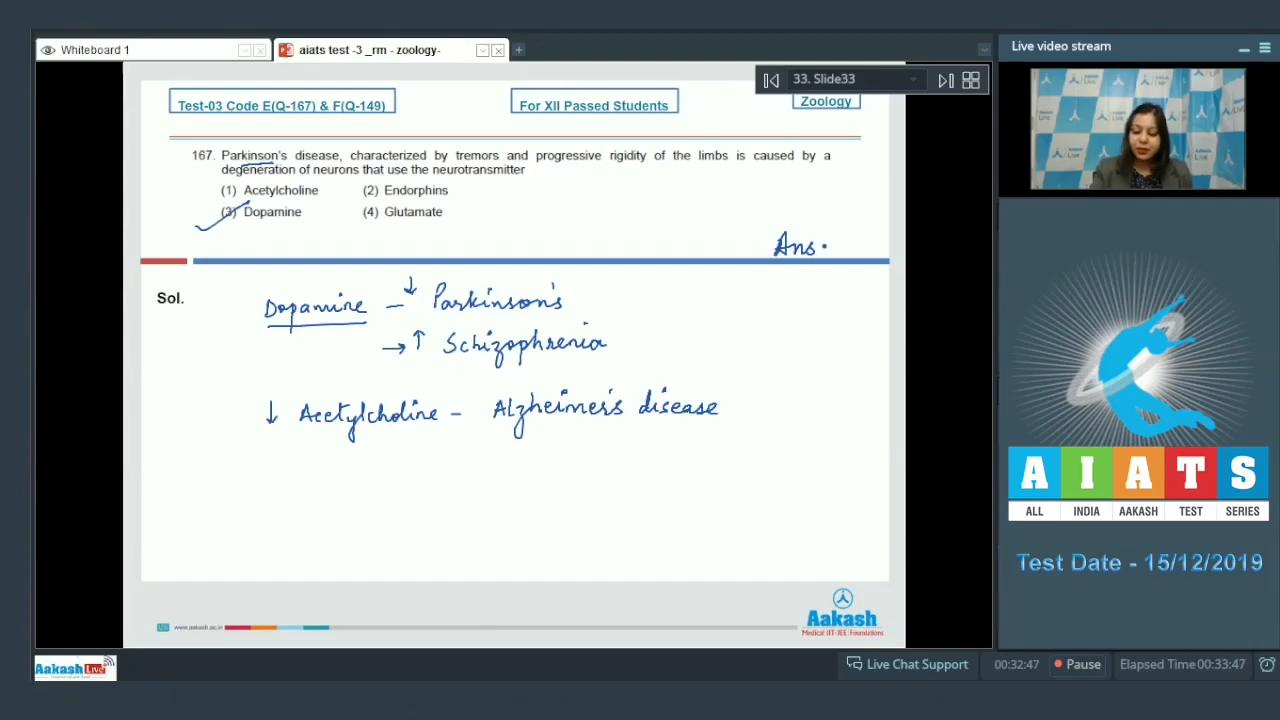 Whiteboard 1
aiats test -3 _rm - zoology-
Live video stream
33. Slide33
Test-03 Code E(Q-167) & F(Q-149)
For XII Passed Students
Zoology
167. Parkinson's disease, characterized by tremors and progressive rigidity of the limbs is caused by a
degeneration of neurons that use the neurotransmitter
(1) Acetylcholine (2) Endorphins
(3) Dopamine (4) Glutamate
Ans.
Sol.
Dopamine - ↓ Parkinson's
→ ↑ Schizophrenia
↓ Acetylcholine - Alzheimer's disease
A I A T S
ALL INDIA AAKASH TEST SERIES
Test Date - 15/12/2019
Aakash
Medical|IIT-JEE|Foundations
www.aakash.ac.in
Aakash Live
Live Chat Support
00:32:47
Pause
Elapsed Time 00:33:47